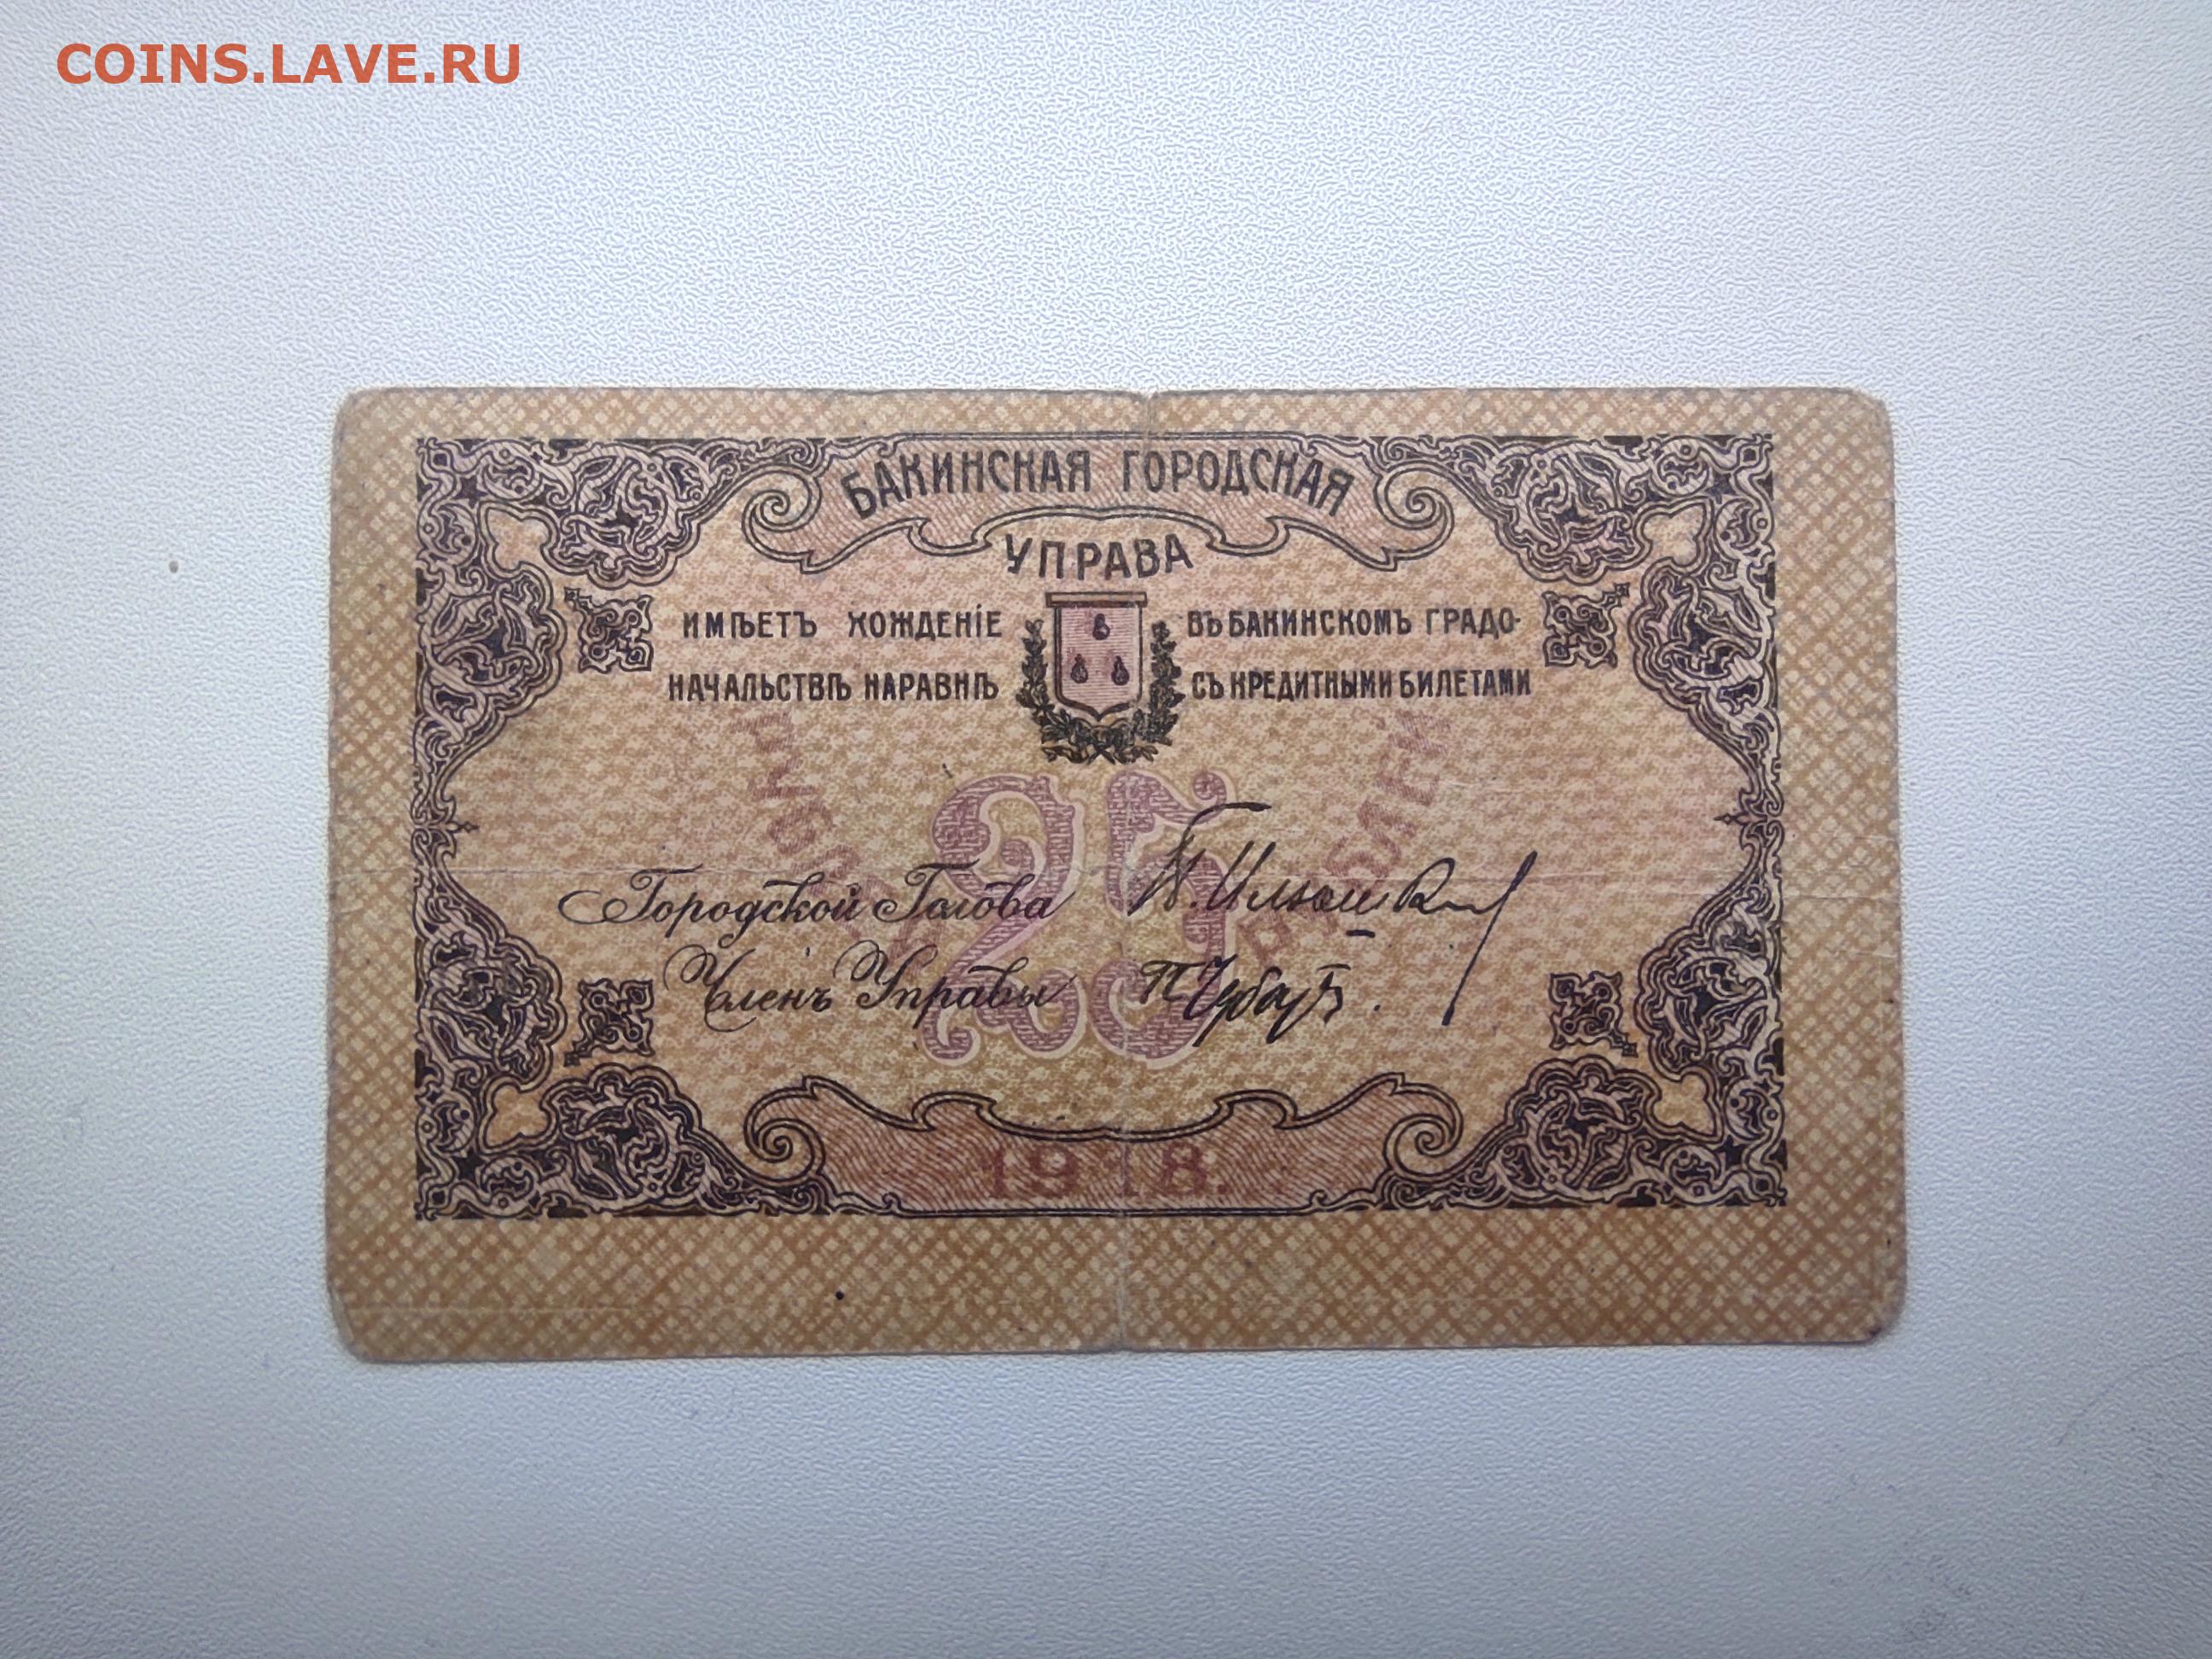 COINS.LAVE.RU
БАКИНСКАЯ ГОРОДСКАЯ
УПРАВА
ИМѢЕТЪ ХОЖДЕНІЕ ВЪ БАКИНСКОМЪ ГРАДО-
НАЧАЛЬСТВѢ НАРАВНѢ СЪ КРЕДИТНЫМИ БИЛЕТАМИ
25
РУБЛЕЙ
Городской Голова
Членъ Управы
1918.